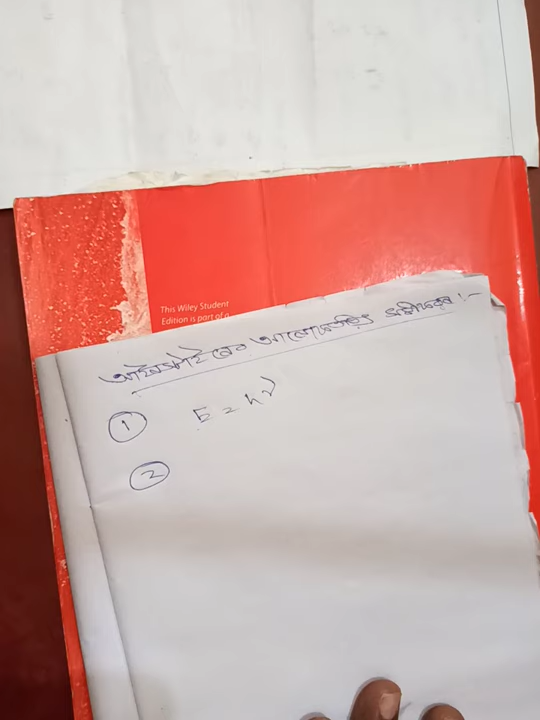 This Wiley Student
Edition is part of a
আইনস্টাইনের আলোকতড়িৎ সমীকরণ :-
① E = hν
②